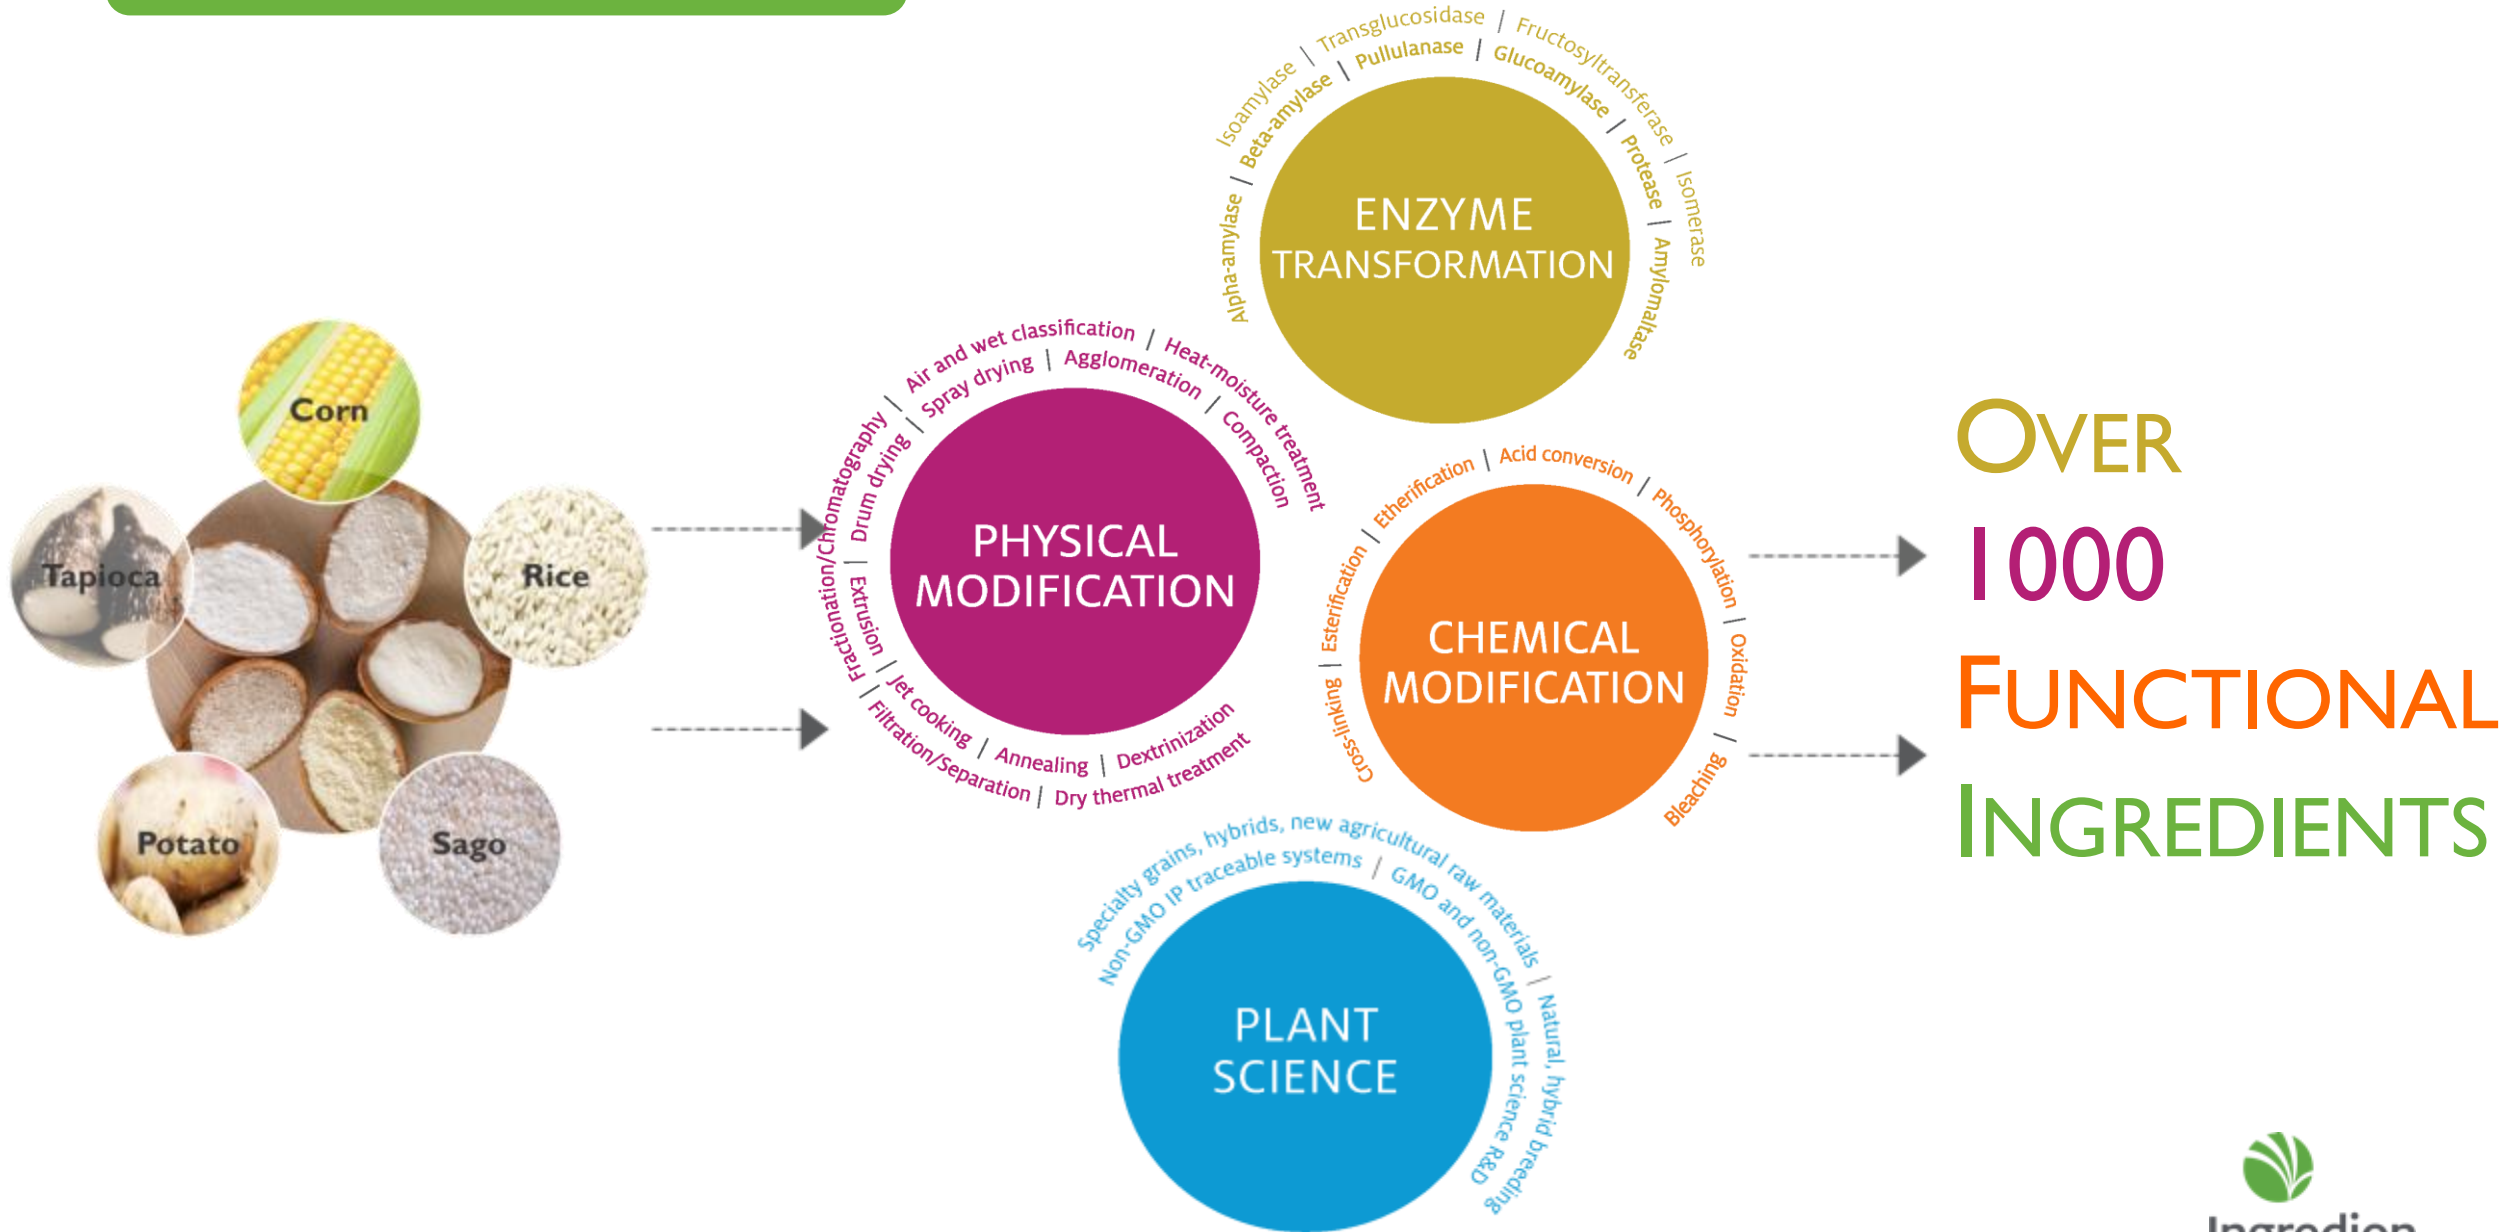 Corn
Tapioca
Rice
Potato
Sago
Isoamylase | Transglucosidase | Fructosyltransferase | Isomerase
Alpha-amylase | Beta-amylase | Pullulanase | Glucoamylase | Protease | Amylomaltase
ENZYME
TRANSFORMATION
Fractionation/Chromatography | Air and wet classification | Heat-moisture treatment
Extrusion | Drum drying | Spray drying | Agglomeration | Compaction
PHYSICAL
MODIFICATION
Jet cooking | Annealing | Dextrinization
Filtration/Separation | Dry thermal treatment
Cross-linking | Esterification | Etherification | Acid conversion | Phosphorylation | Oxidation | Bleaching
CHEMICAL
MODIFICATION
Specialty grains, hybrids, new agricultural raw materials | Natural, hybrid breeding
Non-GMO IP traceable systems | GMO and non-GMO plant science R&D
PLANT
SCIENCE
OVER
1000
FUNCTIONAL
INGREDIENTS
Ingredion